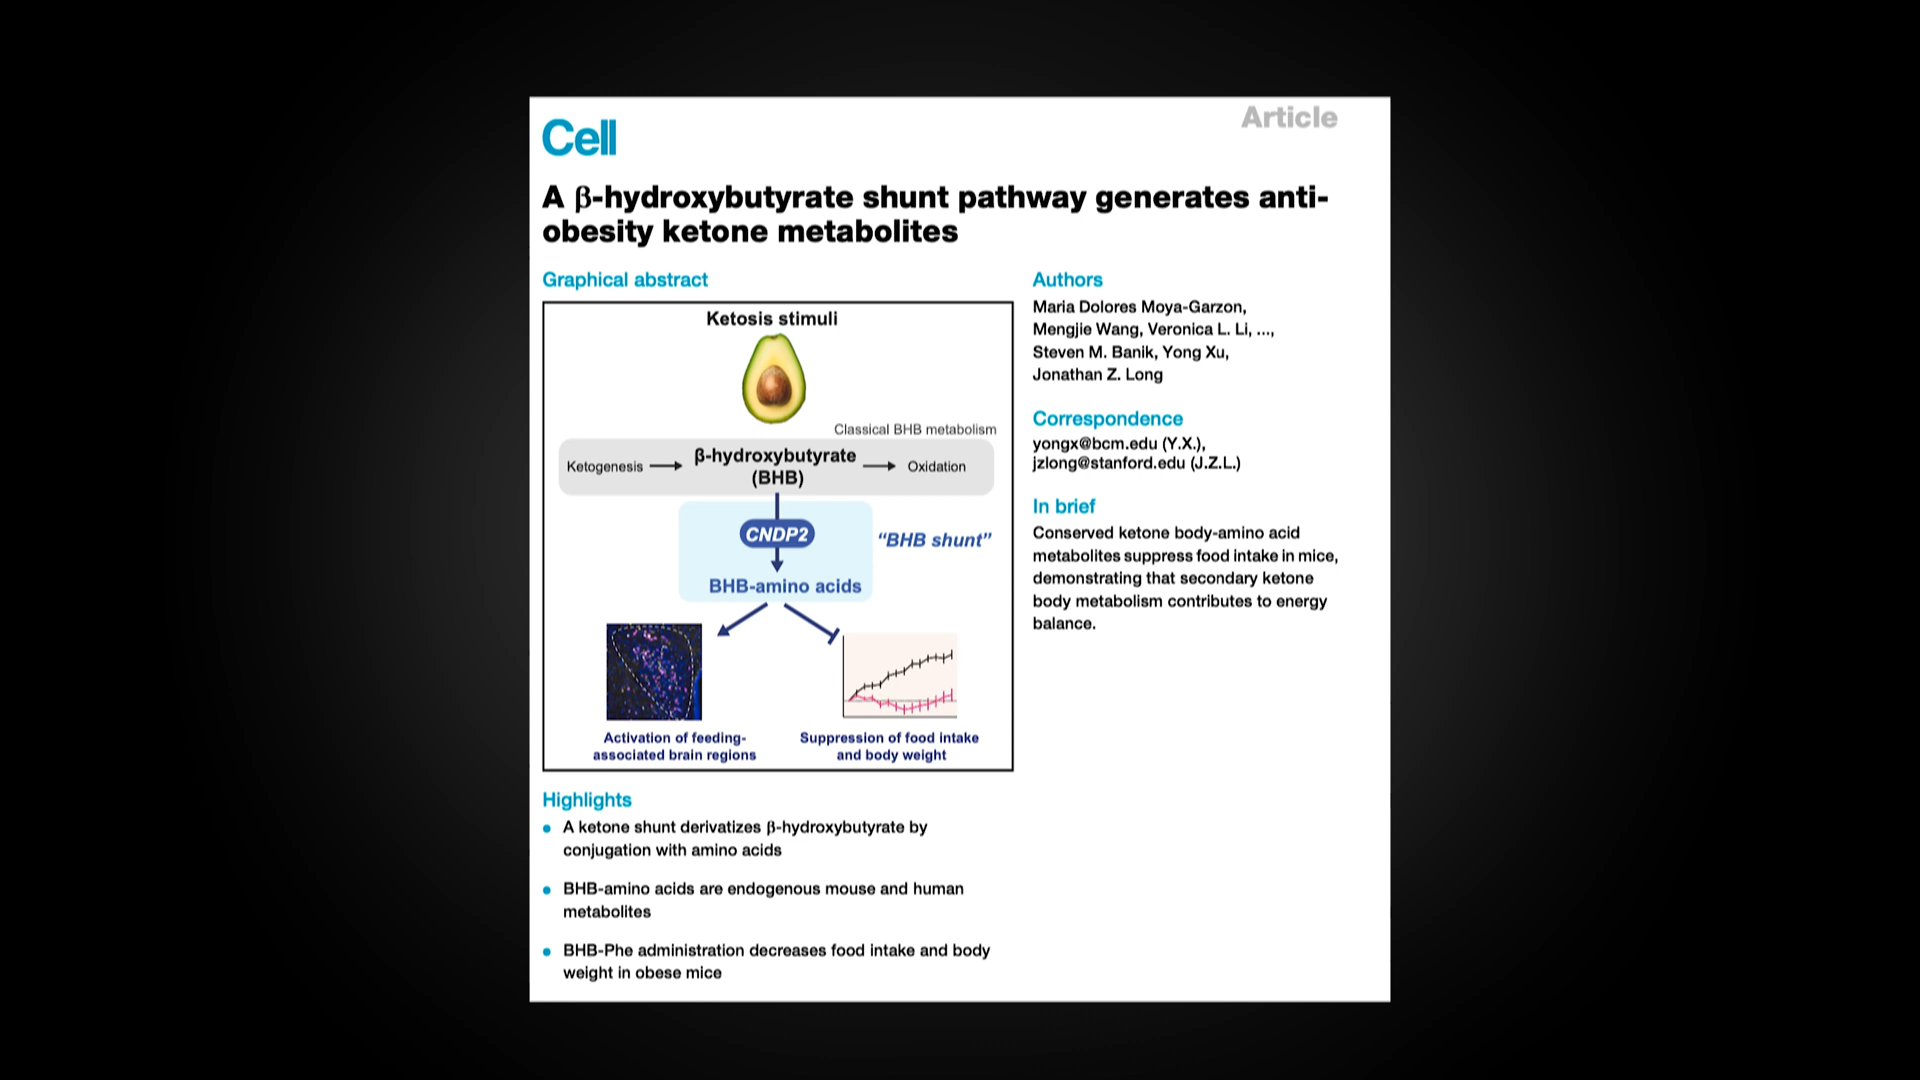 Article
Cell
A β-hydroxybutyrate shunt pathway generates anti-
obesity ketone metabolites
Graphical abstract
Ketosis stimuli
Classical BHB metabolism
Ketogenesis
β-hydroxybutyrate
(BHB)
Oxidation
CNDP2
“BHB shunt”
BHB-amino acids
Activation of feeding-
associated brain regions
Suppression of food intake
and body weight
Authors
Maria Dolores Moya-Garzon,
Mengjie Wang, Veronica L. Li, ...,
Steven M. Banik, Yong Xu,
Jonathan Z. Long
Correspondence
yongx@bcm.edu (Y.X.),
jzlong@stanford.edu (J.Z.L.)
In brief
Conserved ketone body-amino acid
metabolites suppress food intake in mice,
demonstrating that secondary ketone
body metabolism contributes to energy
balance.
Highlights
• A ketone shunt derivatizes β-hydroxybutyrate by
conjugation with amino acids
• BHB-amino acids are endogenous mouse and human
metabolites
• BHB-Phe administration decreases food intake and body
weight in obese mice